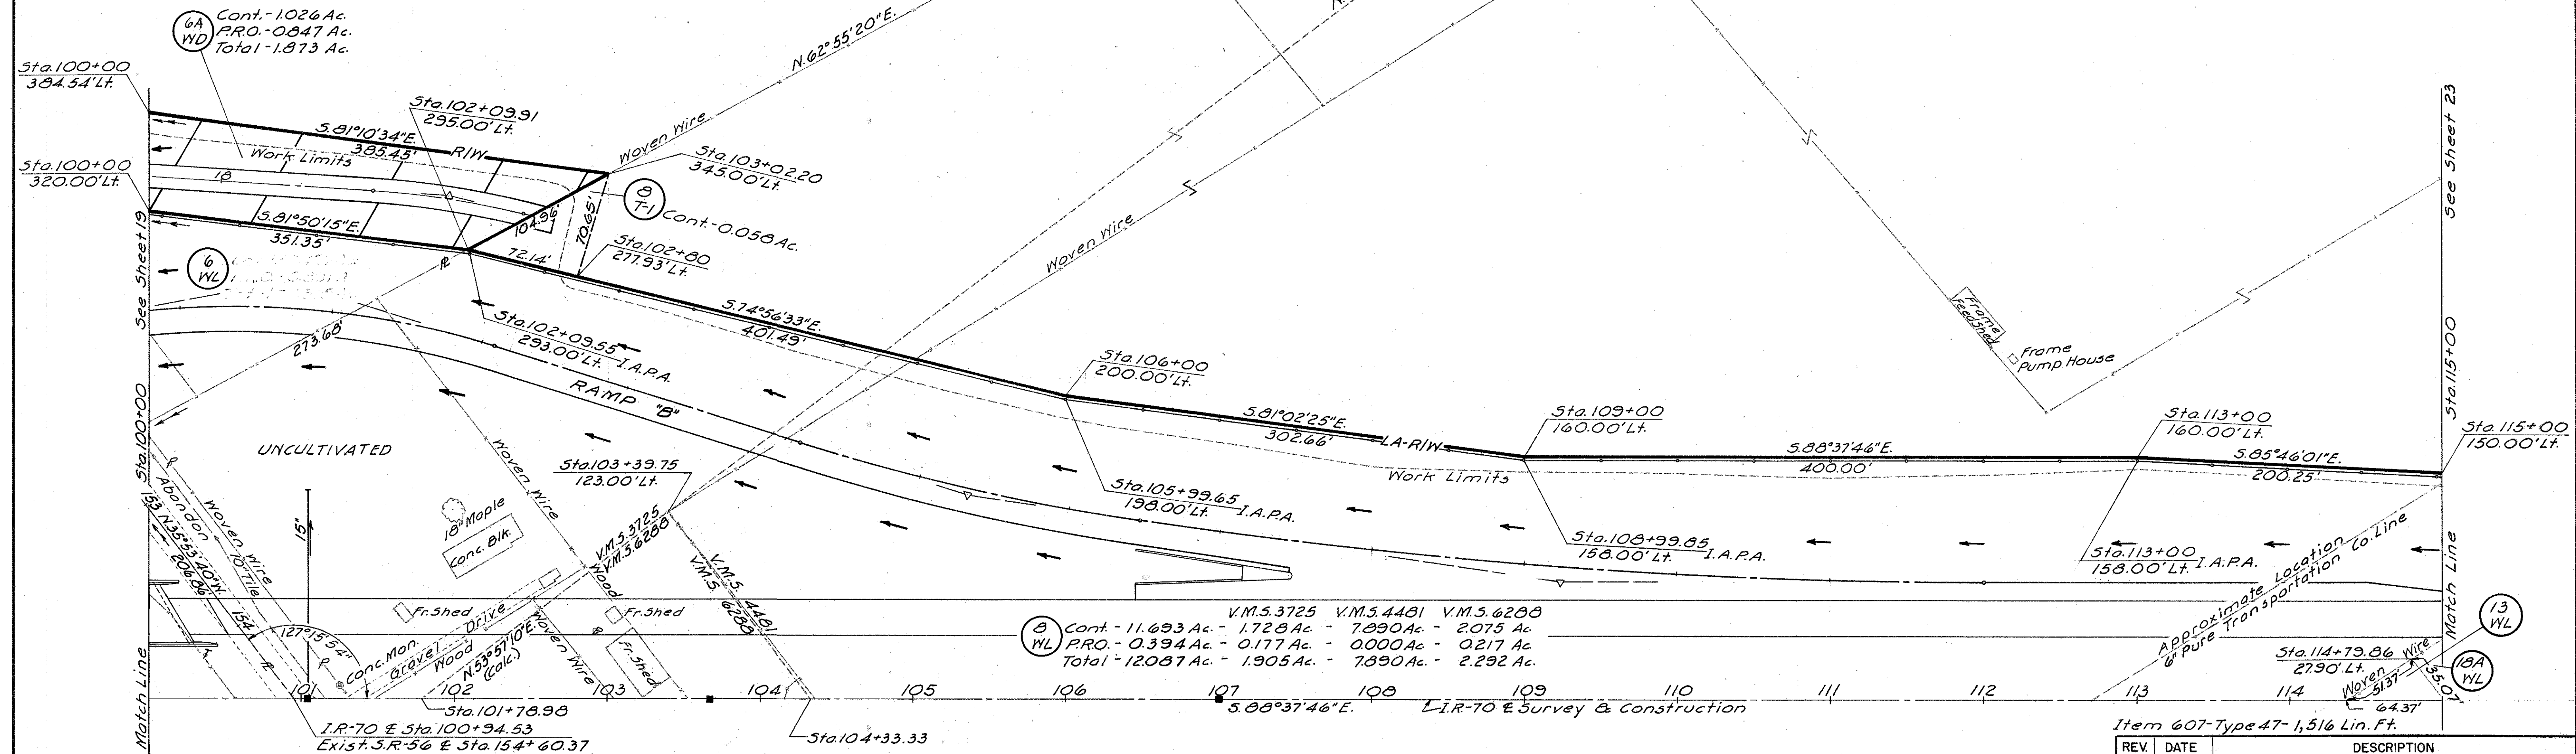 6A
WD
Cont.-1.026 Ac.
P.R.O.-0.847 Ac.
Total-1.873 Ac.
Sta.100+00
384.54'Lt.
Sta.100+00
320.00'Lt.
See Sheet 19
Sta.100+00
Match Line
S.81°10'34"E.
385.45'
R/W
Work Limits
18
Sta.102+09.91
295.00'Lt.
N.62°55'20"E.
Woven Wire
Sta.103+02.20
345.00'Lt.
8
T-1
Cont.-0.058 Ac.
104.96'
70.65'
S.81°50'15"E.
351.35'
72.14'
Sta.102+80
277.93'Lt.
6
WL
273.68'
Sta.102+09.55
293.00'Lt. I.A.P.A.
S.74°56'33"E.
401.49'
Woven Wire
RAMP "B"
Sta.106+00
200.00'Lt.
S.81°02'25"E.
302.66'
LA-R/W
Sta.109+00
160.00'Lt.
S.88°37'46"E.
400.00'
Sta.113+00
160.00'Lt.
S.85°46'01"E.
200.25'
Sta.115+00
150.00'Lt.
See Sheet 23
Sta.115+00
Match Line
Frame
Feed Shed
Frame
Pump House
UNCULTIVATED
Woven Wire
Sta.103+39.75
123.00'Lt.
Work Limits
Sta.105+99.65
198.00'Lt. I.A.P.A.
Sta.108+99.85
158.00'Lt. I.A.P.A.
Sta.113+00
158.00'Lt. I.A.P.A.
Approximate Location
6" Pure Transportation Co. Line
15"
18" Maple
Conc. Blk.
V.M.S.3725
V.M.S.6288
Wood
V.M.S. 4481
V.M.S. 6288
Woven Wire
Abandon 10" Tile
153 N.35°53'40"W. 154
206.86
127°15'54"
Conc. Mon.
Gravel Drive
Wood
N.53°57'10"E.
(Calc.)
Woven Wire
Fr. Shed
Fr. Shed
Fr. Shed
V.M.S.3725 V.M.S.4481 V.M.S.6288
8
WL
Cont.-11.693 Ac.- 1.728 Ac. - 7.890 Ac. - 2.075 Ac
P.R.O.- 0.394 Ac.- 0.177 Ac. - 0.000 Ac. - 0.217 Ac
Total-12.087 Ac.- 1.905 Ac. - 7.890 Ac. - 2.292 Ac.
13
WL
Sta.114+79.86
27.90'Lt.
Woven Wire
51.37'
35.07'
18A
WL
64.37'
101 102 103 104 105 106 107 108 109 110 111 112 113 114
Sta.101+78.98
S.88°37'46"E.
I.R-70 ℄ Survey & Construction
I.R-70 ℄ Sta.100+94.53
Exist. S.R-56 ℄ Sta.154+60.37
Sta.104+33.33
Item 607-Type 47-1,516 Lin. Ft.
REV. DATE DESCRIPTION